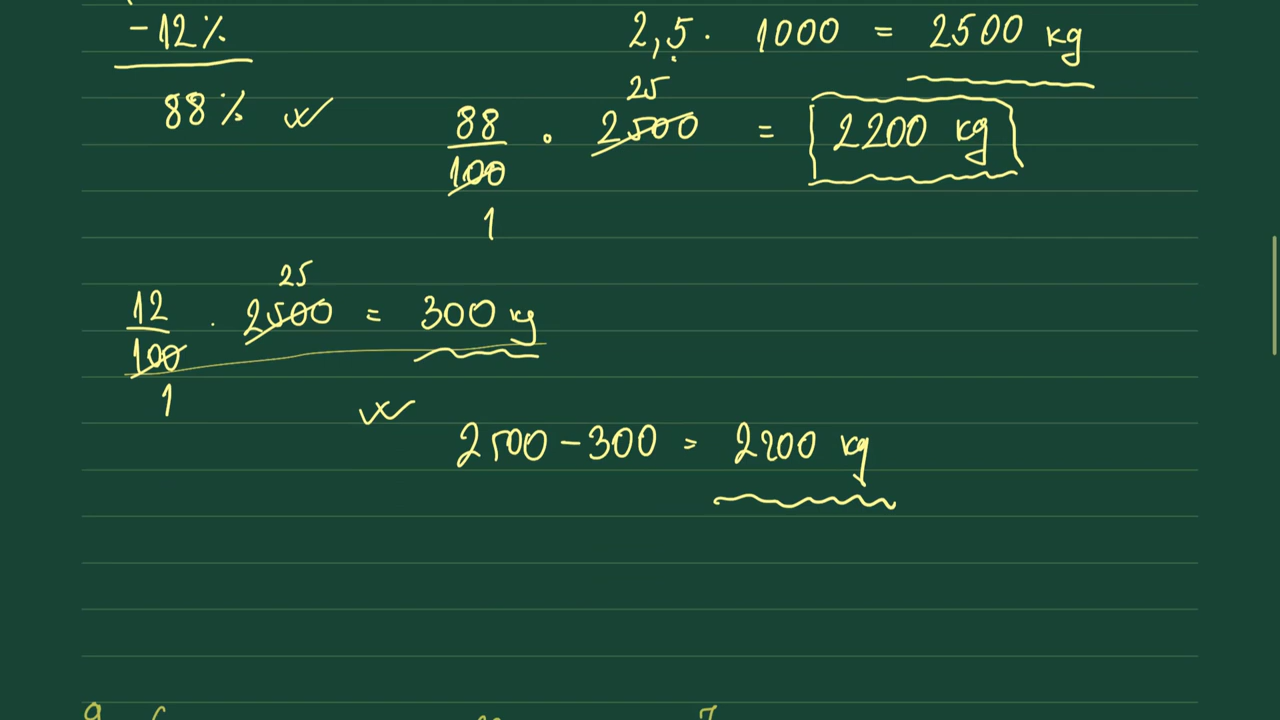 -12%
88%
2,5 · 1000 = 2500 kg
88/100 · 2500 = 2200 kg
25
1
12/100 · 2500 = 300 kg
25
1
2500 - 300 = 2200 kg